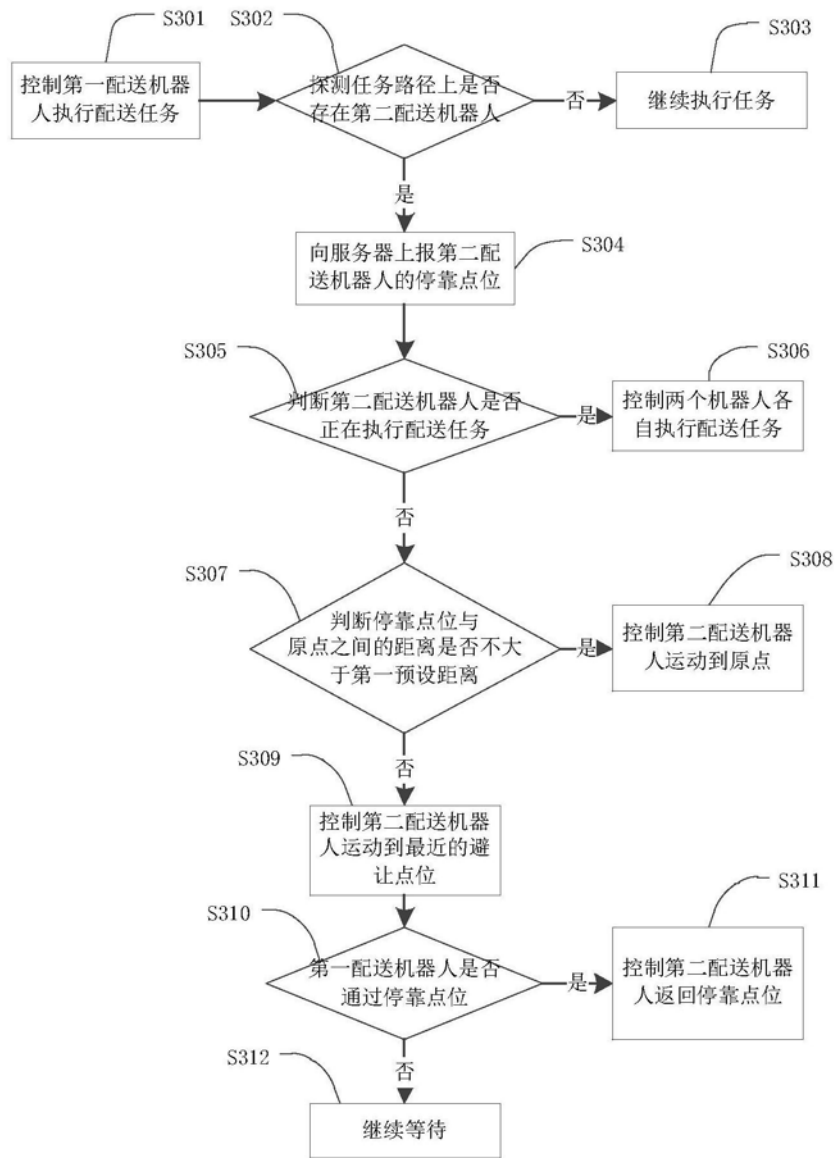 S301
S302
S303
控制第一配送机器
人执行配送任务
探测任务路径上是否
存在第二配送机器人
否
继续执行任务
是
S304
向服务器上报第二配
送机器人的停靠点位
S305
S306
判断第二配送机器人是否
正在执行配送任务
是
控制两个机器人各
自执行配送任务
否
S307
S308
判断停靠点位与
原点之间的距离是否不大
于第一预设距离
是
控制第二配送机器
人运动到原点
S309
否
控制第二配送机器
人运动到最近的避
让点位
S310
S311
第一配送机器人是否
通过停靠点位
是
控制第二配送机器
人返回停靠点位
S312
否
继续等待